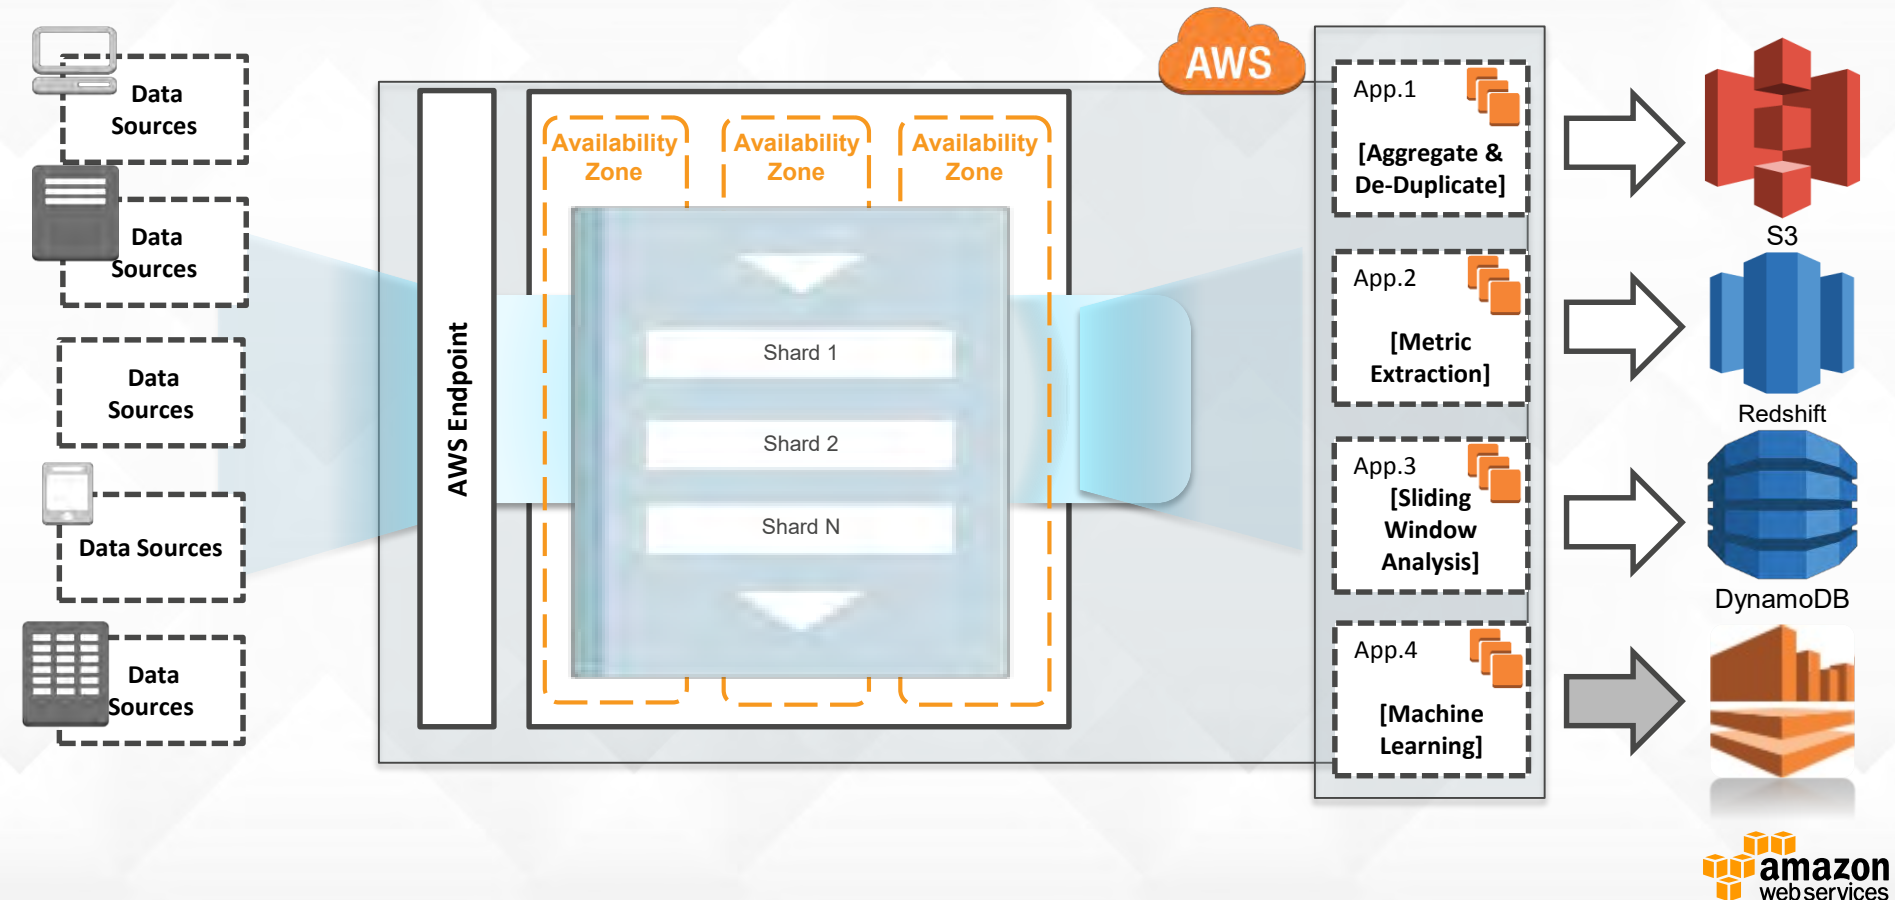 Data
Sources
Data
Sources
Data
Sources
Data Sources
Data
Sources
AWS Endpoint
Availability
Zone
Availability
Zone
Availability
Zone
Shard 1
Shard 2
Shard N
AWS
App.1
[Aggregate &
De-Duplicate]
App.2
[Metric
Extraction]
App.3
[Sliding
Window
Analysis]
App.4
[Machine
Learning]
S3
Redshift
DynamoDB
amazon
web services